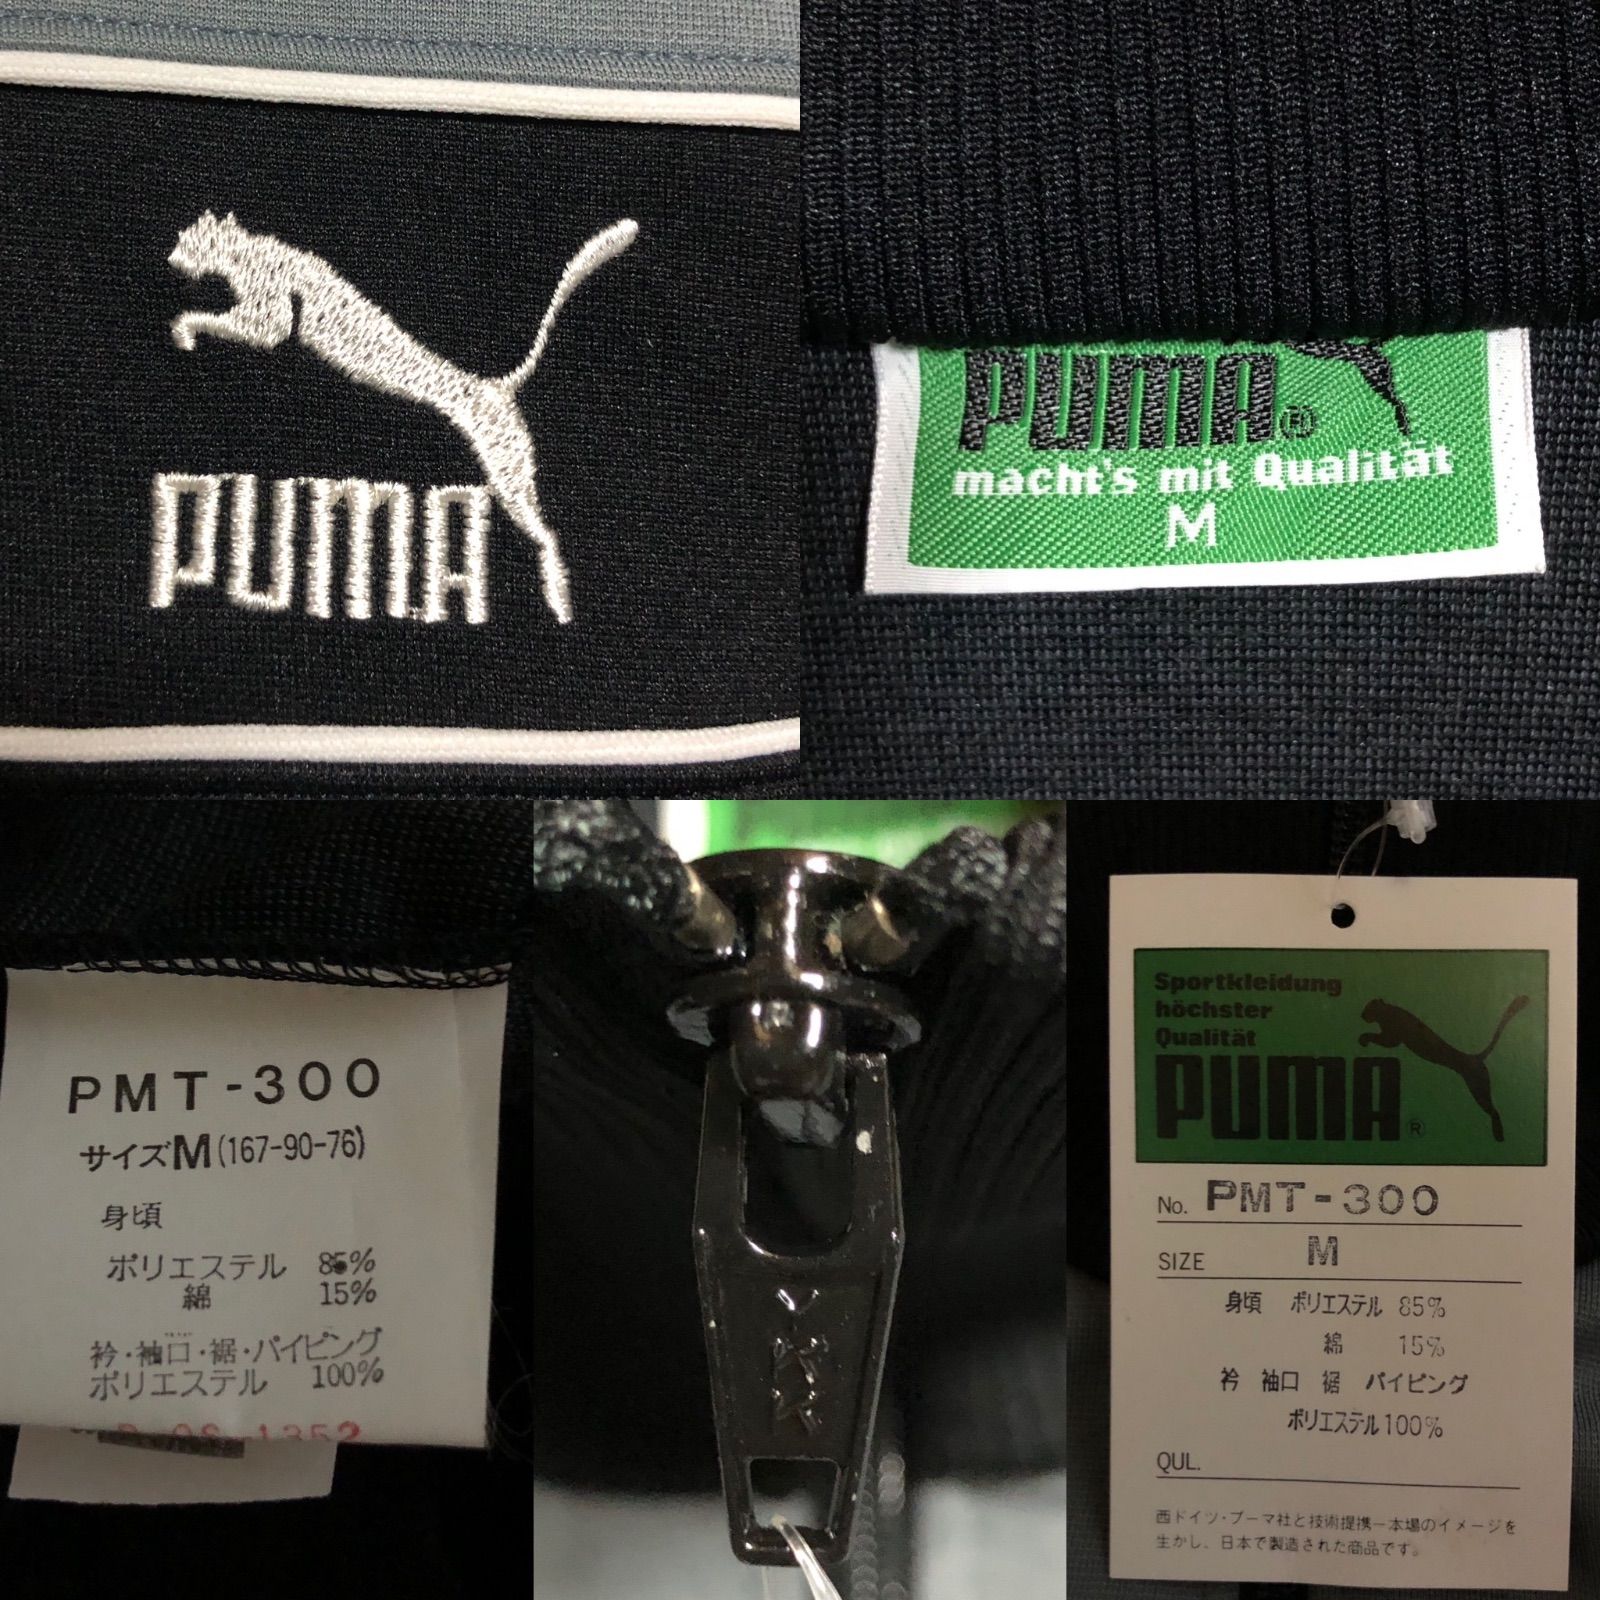 PUMA
PUMA®
macht's mit Qualität
M
PMT-300
サイズM(167-90-76)
身頃
ポリエステル 85%
綿 15%
衿・袖口・裾・パイピング
ポリエステル 100%
YKK
Sportkleidung
höchster
Qualität
PUMA®
No. PMT-300
SIZE M
身頃 ポリエステル 85%
綿 15%
衿 袖口 裾 パイピング
ポリエステル100%
QUL.
西ドイツ・プーマ社と技術提携―本場のイメージを
生かし、日本で製造された商品です。